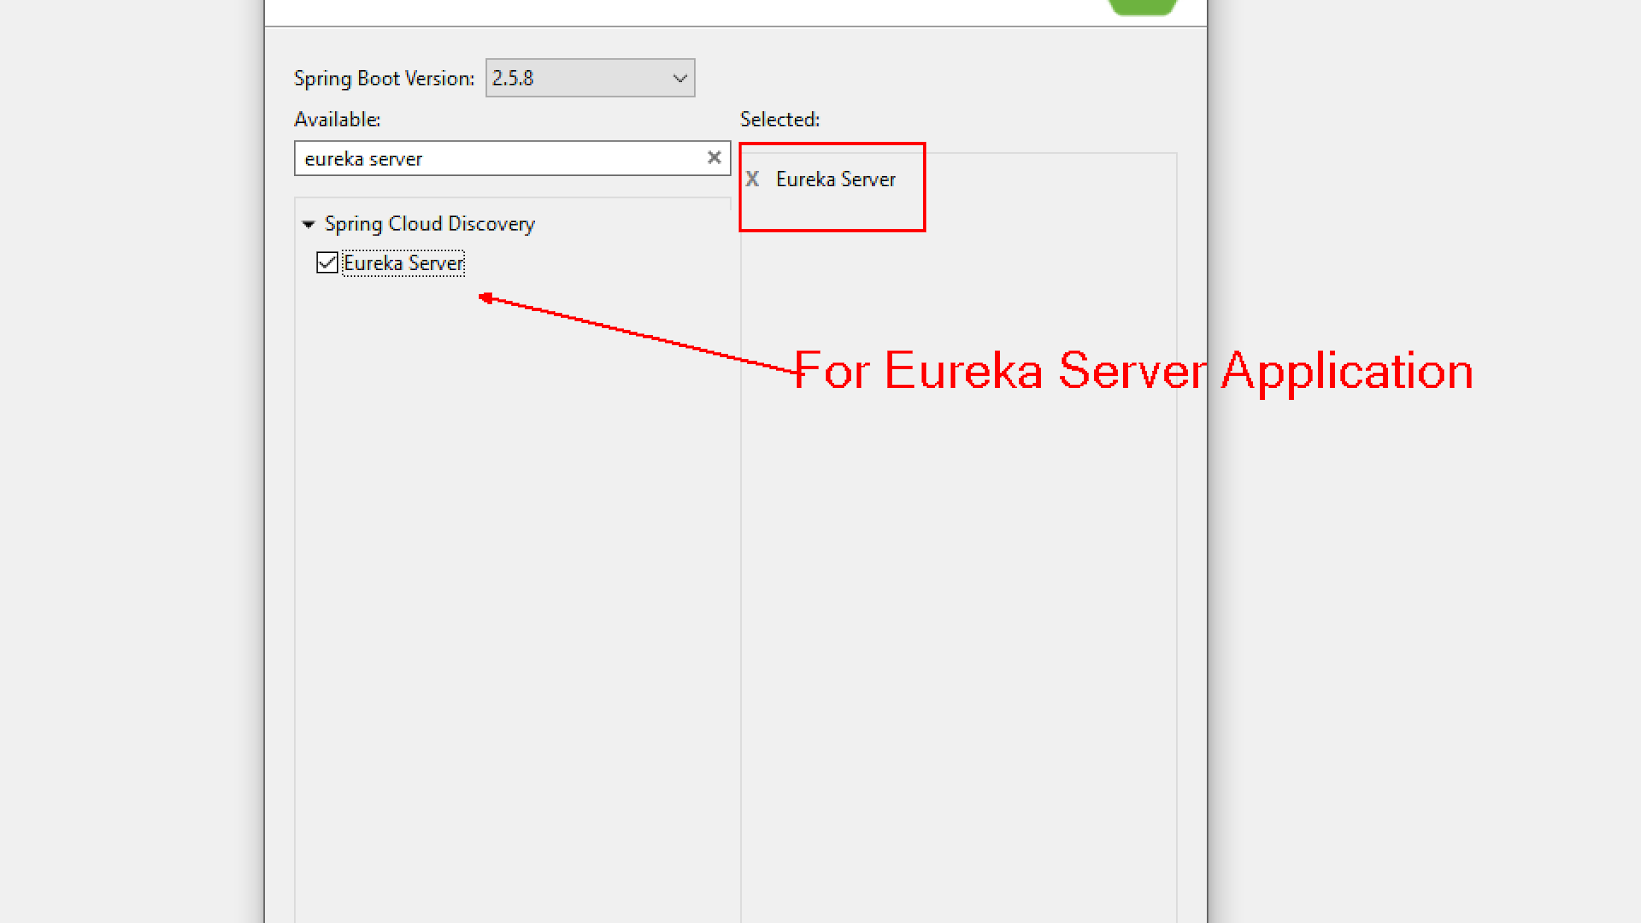 Spring Boot Version: 2.5.8
Available:
Selected:
eureka server
X Eureka Server
Spring Cloud Discovery
Eureka Server
For Eureka Server Application